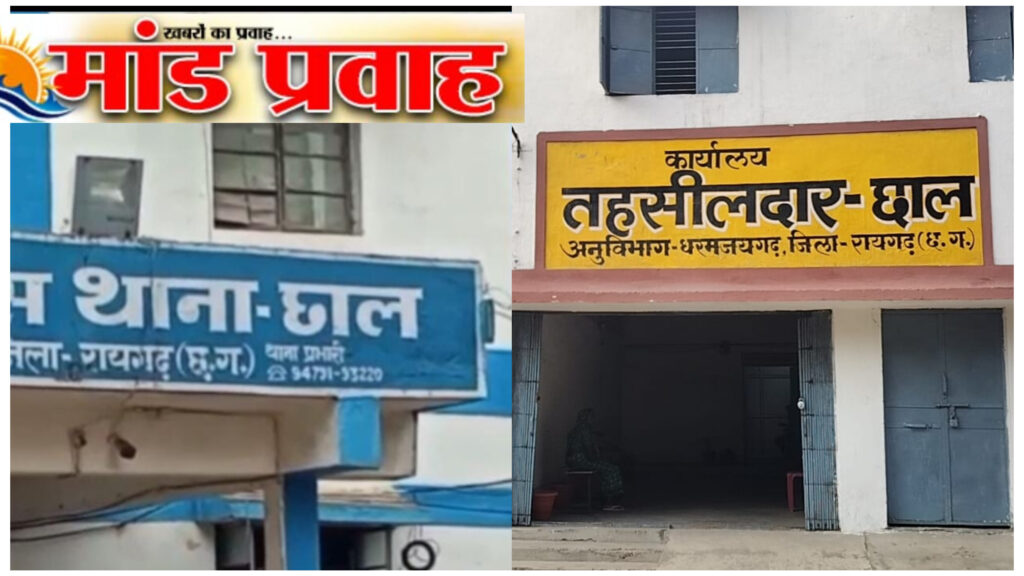 खबरों का प्रवाह...
मांड प्रवाह
स थाना-छाल
जिला- रायगढ़ (छ.ग.) थाना प्रभारी
कार्यालय
तहसीलदार-छाल
अनुविभाग-धरमजयगढ़, जिला-रायगढ़ (छ.ग.)